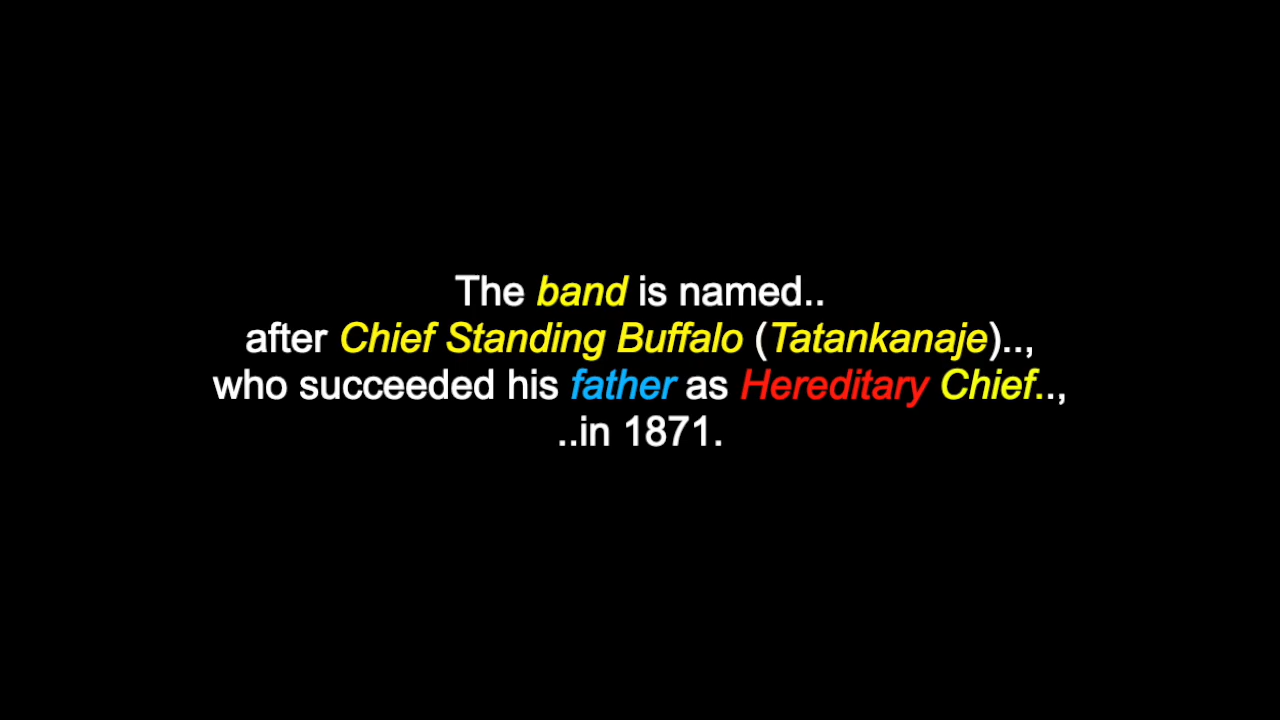 The band is named..
after Chief Standing Buffalo (Tatankanaje)..,
who succeeded his father as Hereditary Chief..,
..in 1871.